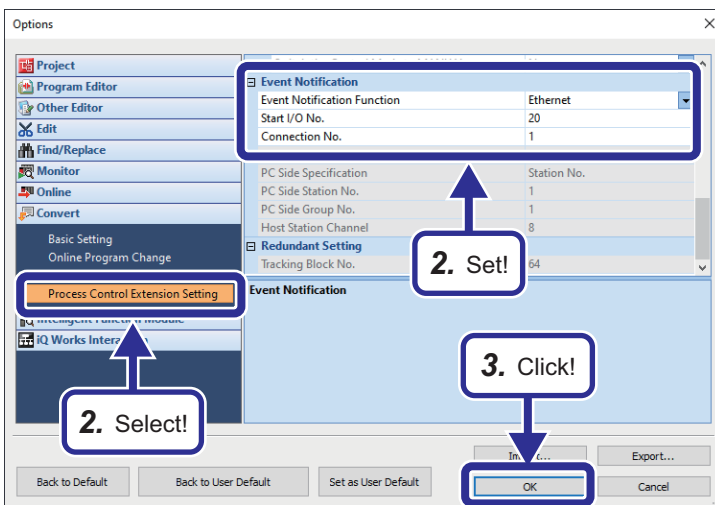 Options
Project
Program Editor
Other Editor
Edit
Find/Replace
Monitor
Online
Convert
Basic Setting
Online Program Change
Process Control Extension Setting
Intelligent Function Module
iQ Works
Event Notification
Event Notification Function Ethernet
Start I/O No. 20
Connection No. 1
PC Side Specification Station No.
PC Side Station No. 1
PC Side Group No. 1
Host Station Channel 8
Redundant Setting
Tracking Block No. 64
Event Notification
2. Set!
2. Select!
3. Click!
Export...
Back to Default
Back to User Default
Set as User Default
OK
Cancel